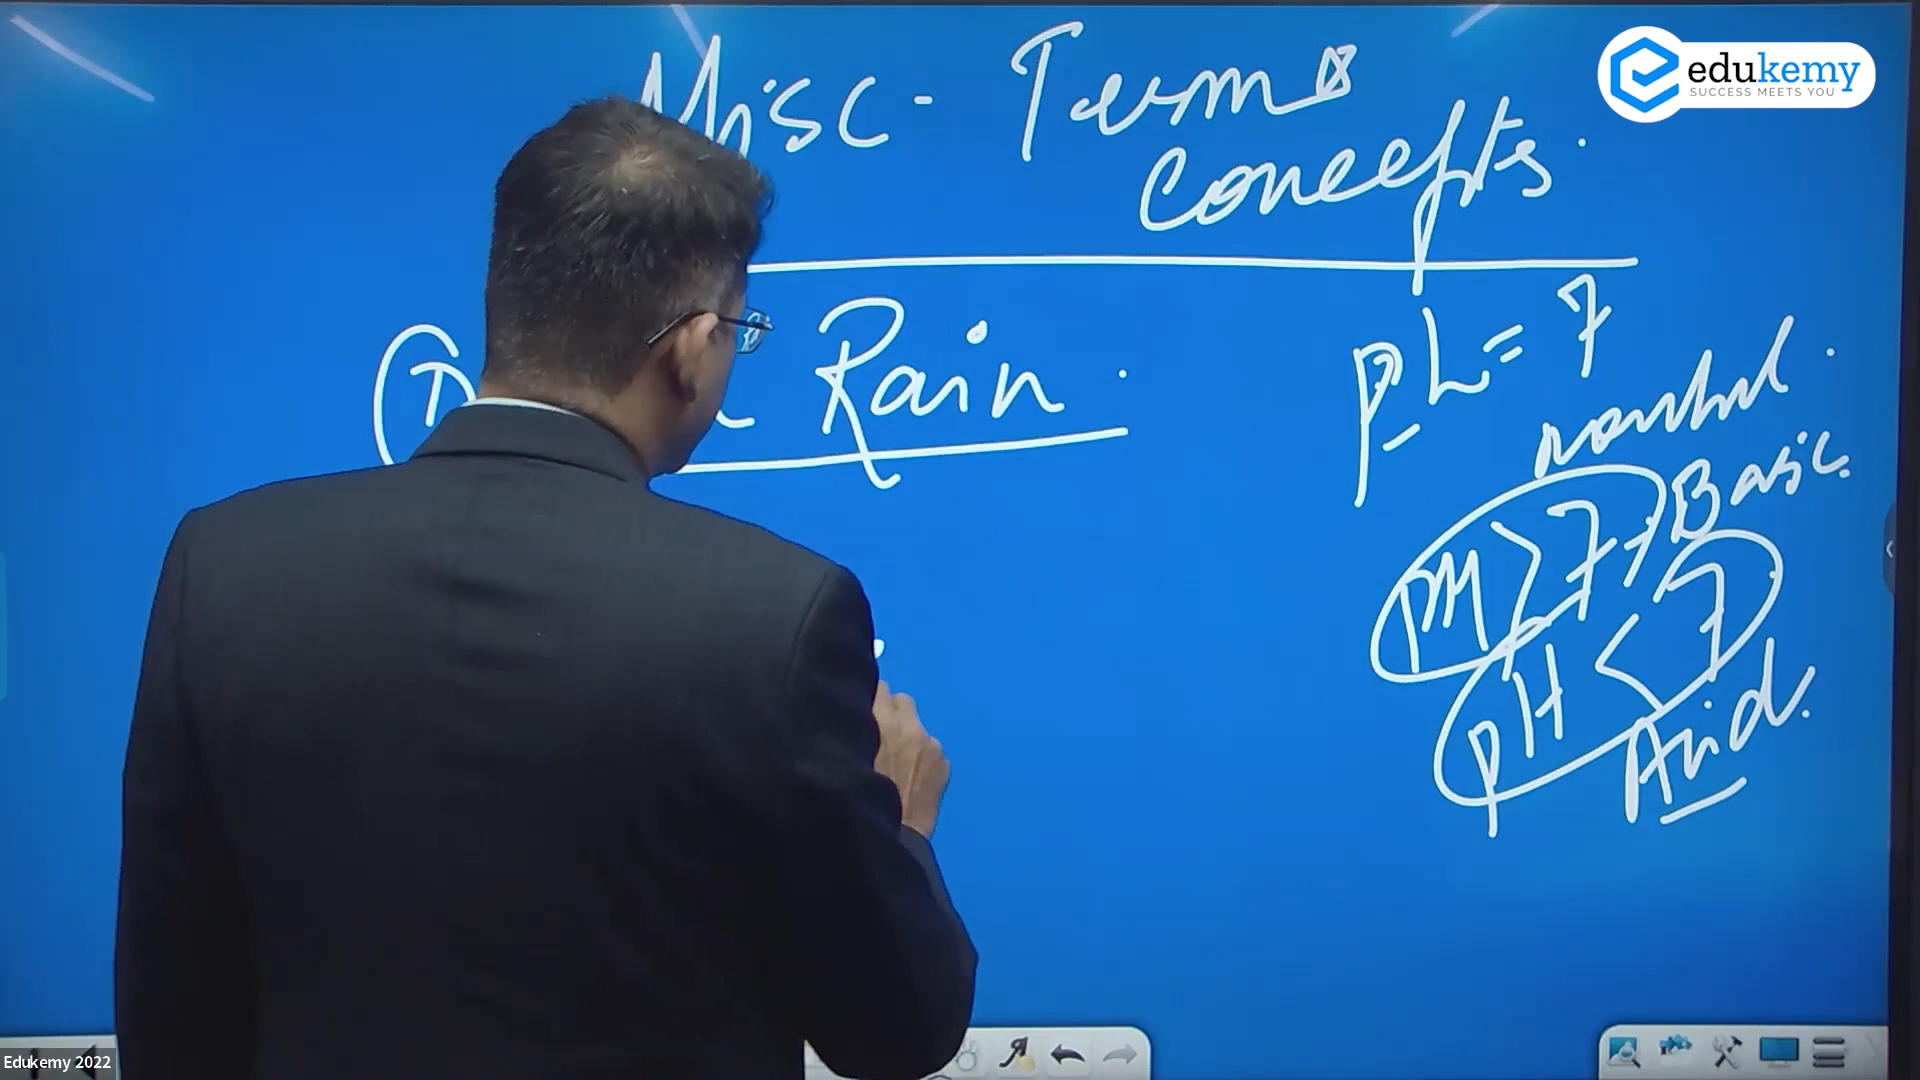 Misc - Terms
Concepts.
edukemy
SUCCESS MEETS YOU
1 Rain.
pH = 7
neutral.
pH > 7, Basic.
pH < 7
Acid.
Edukemy 2022